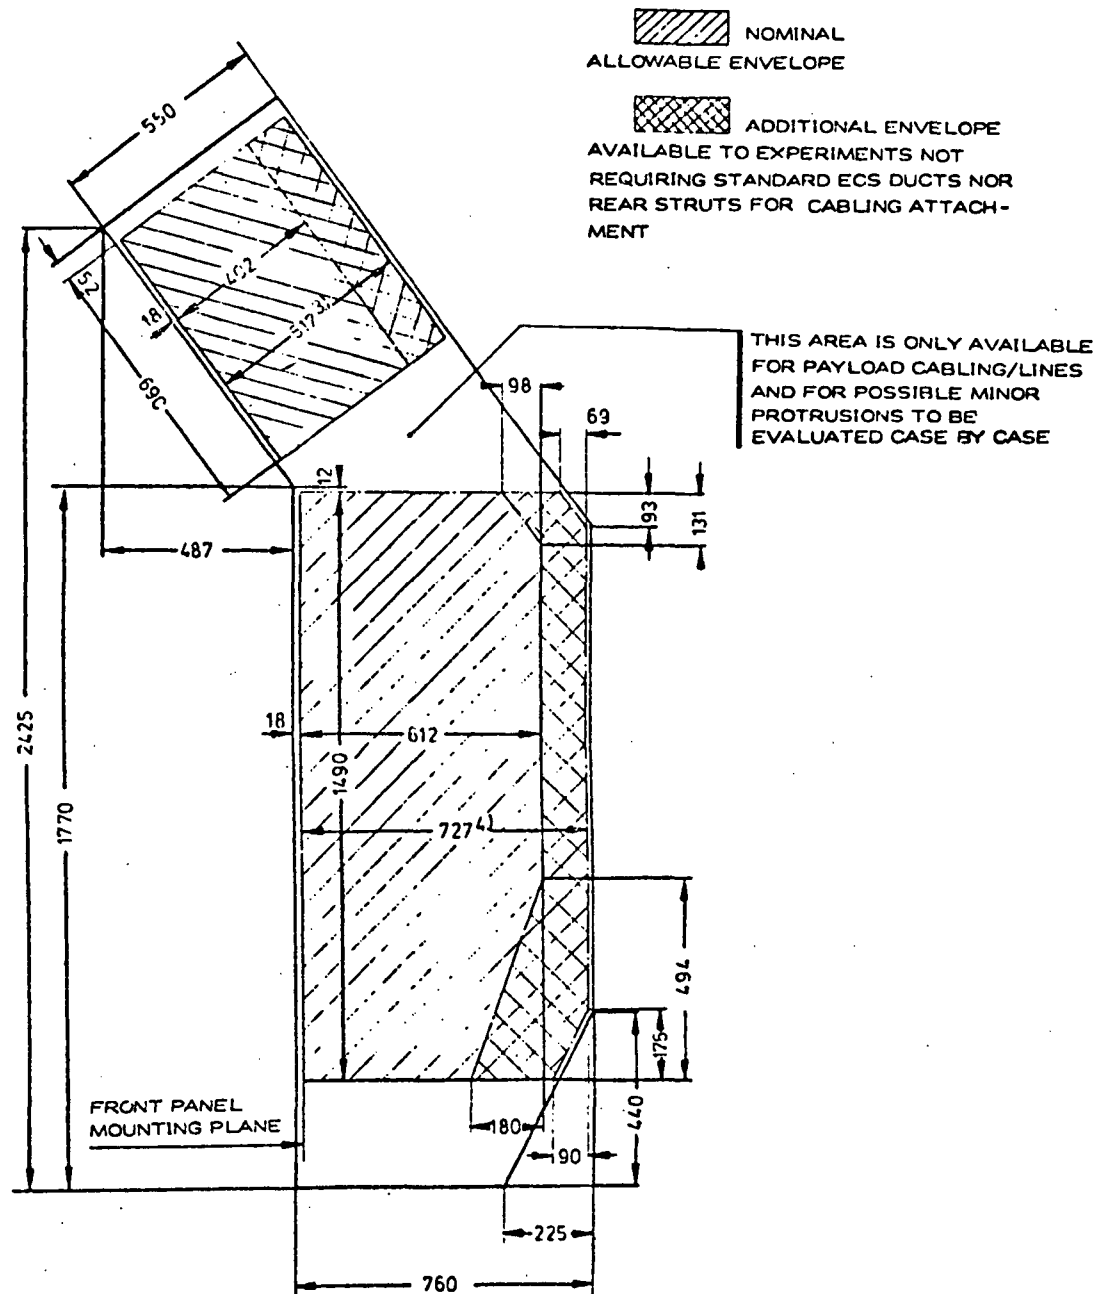 NOMINAL
ALLOWABLE ENVELOPE
ADDITIONAL ENVELOPE
AVAILABLE TO EXPERIMENTS NOT
REQUIRING STANDARD ECS DUCTS NOR
REAR STRUTS FOR CABLING ATTACH-
MENT
550
52
18
402
517 3)
690
THIS AREA IS ONLY AVAILABLE
FOR PAYLOAD CABLING/LINES
AND FOR POSSIBLE MINOR
PROTRUSIONS TO BE
EVALUATED CASE BY CASE
98
69
12
93
131
487
18
612
2425
1490
1770
727 4)
494
175
440
FRONT PANEL
MOUNTING PLANE
180
90
225
760